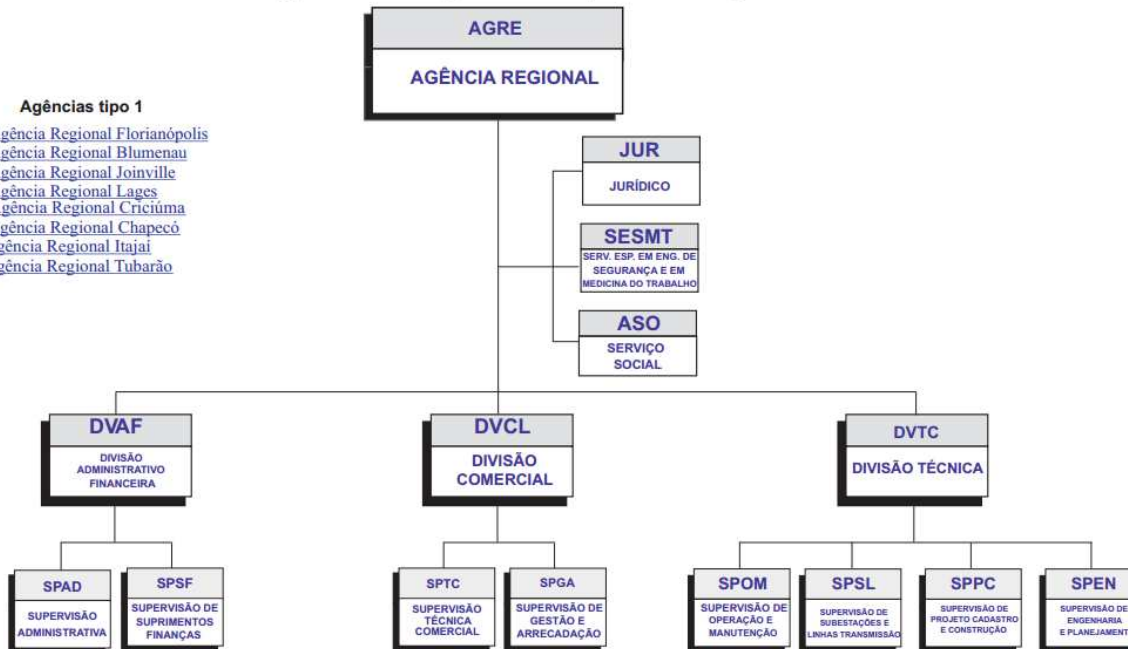 AGRE
AGÊNCIA REGIONAL
Agências tipo 1
gência Regional Florianópolis
gência Regional Blumenau
gência Regional Joinville
gência Regional Lages
gência Regional Criciúma
gência Regional Chapecó
gência Regional Itajaí
gência Regional Tubarão
JUR
JURÍDICO
SESMT
SERV. ESP. EM ENG. DE
SEGURANÇA E EM
MEDICINA DO TRABALHO
ASO
SERVIÇO
SOCIAL
DVAF
DIVISÃO
ADMINISTRATIVO
FINANCEIRA
DVCL
DIVISÃO
COMERCIAL
DVTC
DIVISÃO TÉCNICA
SPAD
SUPERVISÃO
ADMINISTRATIVA
SPSF
SUPERVISÃO DE
SUPRIMENTOS
FINANÇAS
SPTC
SUPERVISÃO
TÉCNICA
COMERCIAL
SPGA
SUPERVISÃO DE
GESTÃO E
ARRECADAÇÃO
SPOM
SUPERVISÃO DE
OPERAÇÃO E
MANUTENÇÃO
SPSL
SUPERVISÃO DE
SUBESTAÇÕES E
LINHAS TRANSMISSÃO
SPPC
SUPERVISÃO DE
PROJETO CADASTRO
E CONSTRUÇÃO
SPEN
SUPERVISÃO DE
ENGENHARIA
E PLANEJAMENT